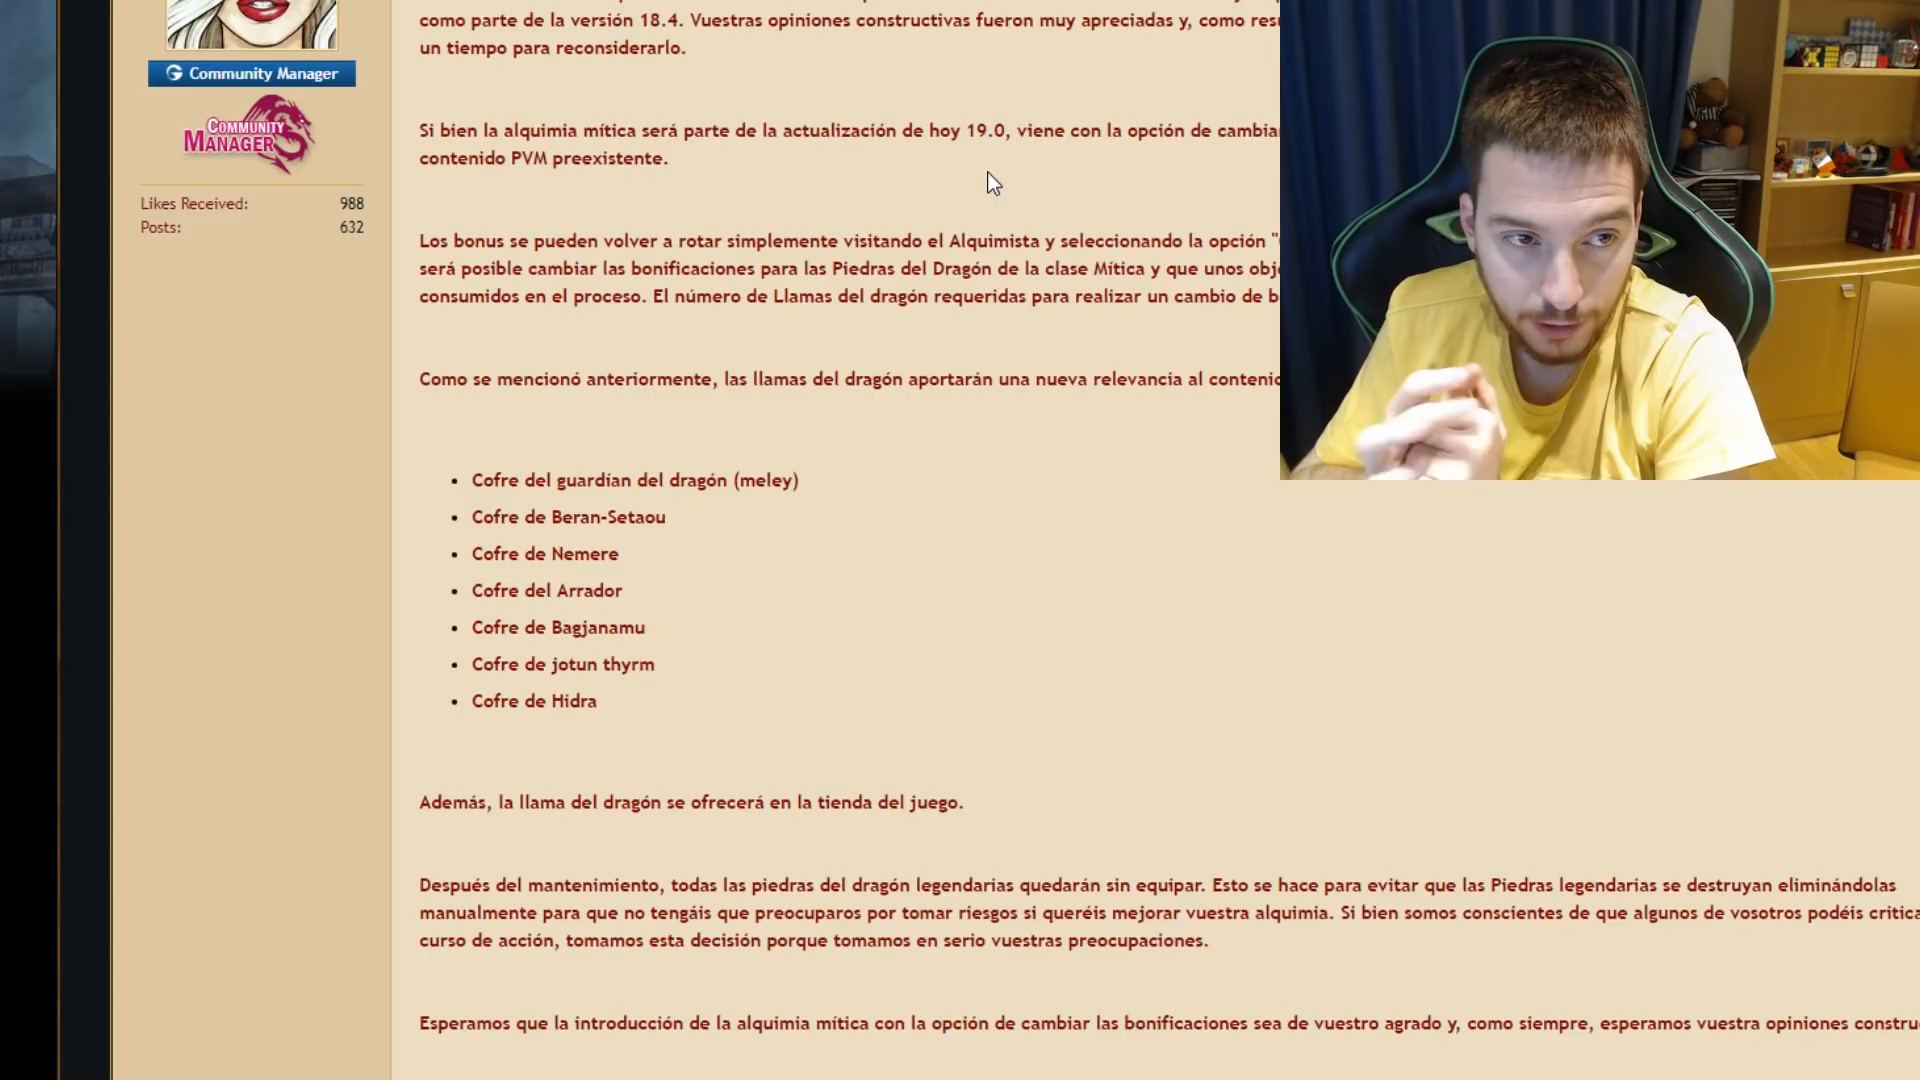 como parte de la versión 18.4. Vuestras opiniones constructivas fueron muy apreciadas y, como
un tiempo para reconsiderarlo.
Community Manager
COMMUNITY
MANAGER
Likes Received: 988
Posts: 632
Si bien la alquimia mítica será parte de la actualización de hoy 19.0, viene con la opción de cambiar
contenido PVM preexistente.
Los bonus se pueden volver a rotar simplemente visitando el Alquimista y seleccionando la opción "
será posible cambiar las bonificaciones para las Piedras del Dragón de la clase Mítica y que unos
consumidos en el proceso. El número de Llamas del dragón requeridas para realizar un cambio de
Como se mencionó anteriormente, las llamas del dragón aportarán una nueva relevancia al
• Cofre del guardían del dragón (meley)
• Cofre de Beran-Setaou
• Cofre de Nemere
• Cofre del Arrador
• Cofre de Bagjanamu
• Cofre de jotun thyrm
• Cofre de Hidra
Además, la llama del dragón se ofrecerá en la tienda del juego.
Después del mantenimiento, todas las piedras del dragón legendarias quedarán sin equipar. Esto se hace para evitar que las Piedras legendarias se destruyan eliminándolas
manualmente para que no tengáis que preocuparos por tomar riesgos si queréis mejorar vuestra alquimia. Si bien somos conscientes de que algunos de vosotros podéis
curso de acción, tomamos esta decisión porque tomamos en serio vuestras preocupaciones.
Esperamos que la introducción de la alquimia mítica con la opción de cambiar las bonificaciones sea de vuestro agrado y, como siempre, esperamos vuestra opiniones